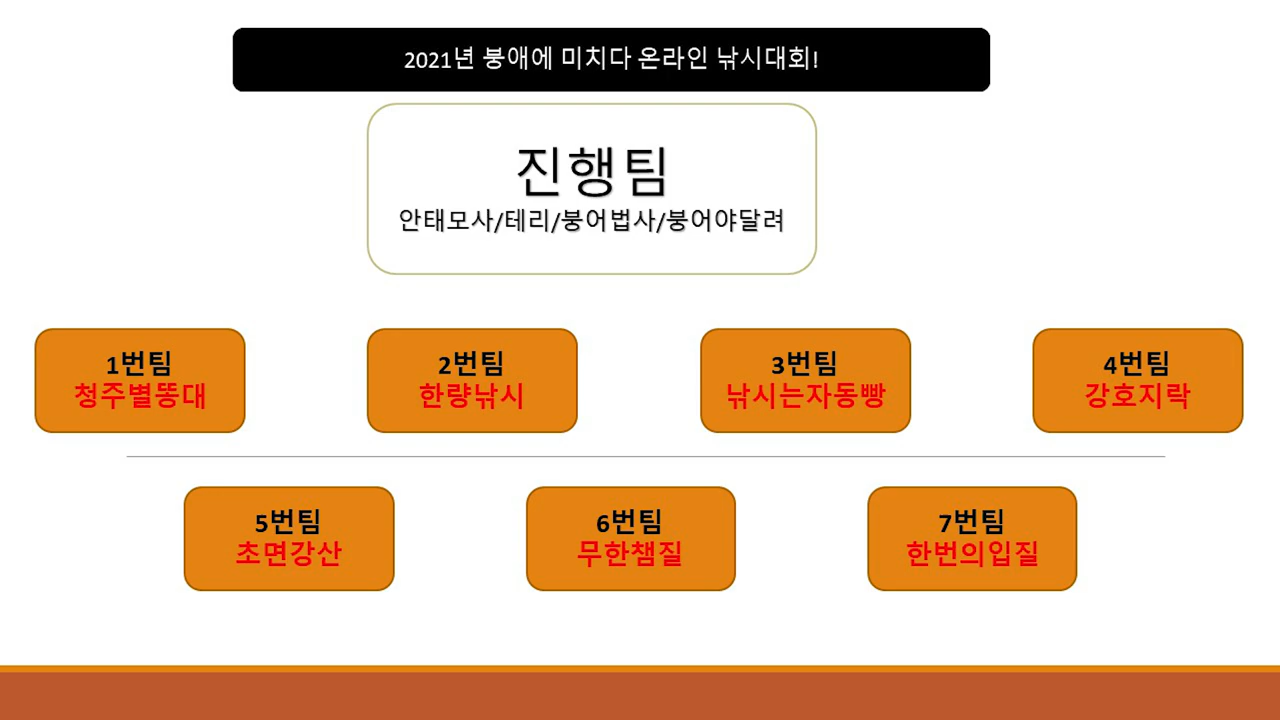 2021년 붕애에 미치다 온라인 낚시대회!
진행팀
안태모사/테리/붕어법사/붕어야달려
1번팀
청주별똥대
2번팀
한량낚시
3번팀
낚시는자동빵
4번팀
강호지락
5번팀
초면강산
6번팀
무한챔질
7번팀
한번의입질